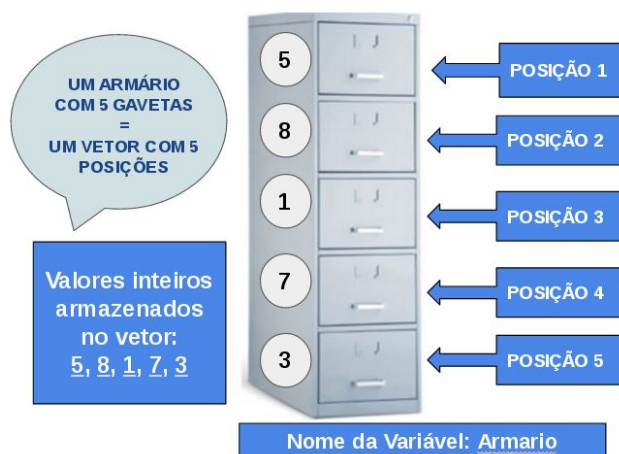 UM ARMÁRIO
COM 5 GAVETAS
=
UM VETOR COM 5
POSIÇÕES
Valores inteiros
armazenados
no vetor:
5, 8, 1, 7, 3
5
8
1
7
3
POSIÇÃO 1
POSIÇÃO 2
POSIÇÃO 3
POSIÇÃO 4
POSIÇÃO 5
Nome da Variável: Armario